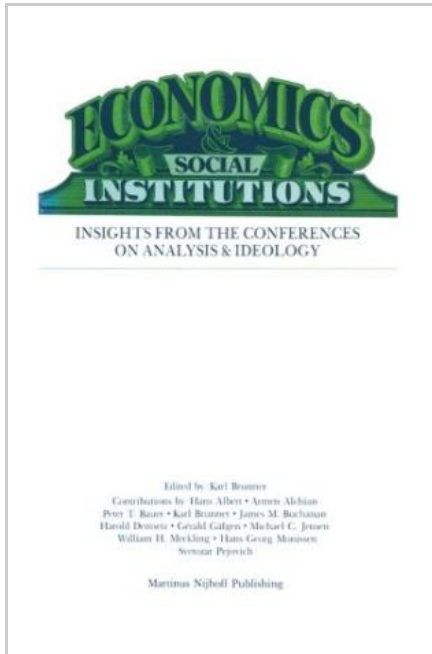 ECONOMICS
&
SOCIAL
INSTITUTIONS
INSIGHTS FROM THE CONFERENCES
ON ANALYSIS & IDEOLOGY
Edited by Karl Brunner
Contributions by Hans Albert • Armen Alchian
Peter T. Bauer • Karl Brunner • James M. Buchanan
Harold Demsetz • Gérald Gäfgen • Michael C. Jensen
William H. Meckling • Hans Georg Monissen
Svetozar Pejovich
Martinus Nijhoff Publishing